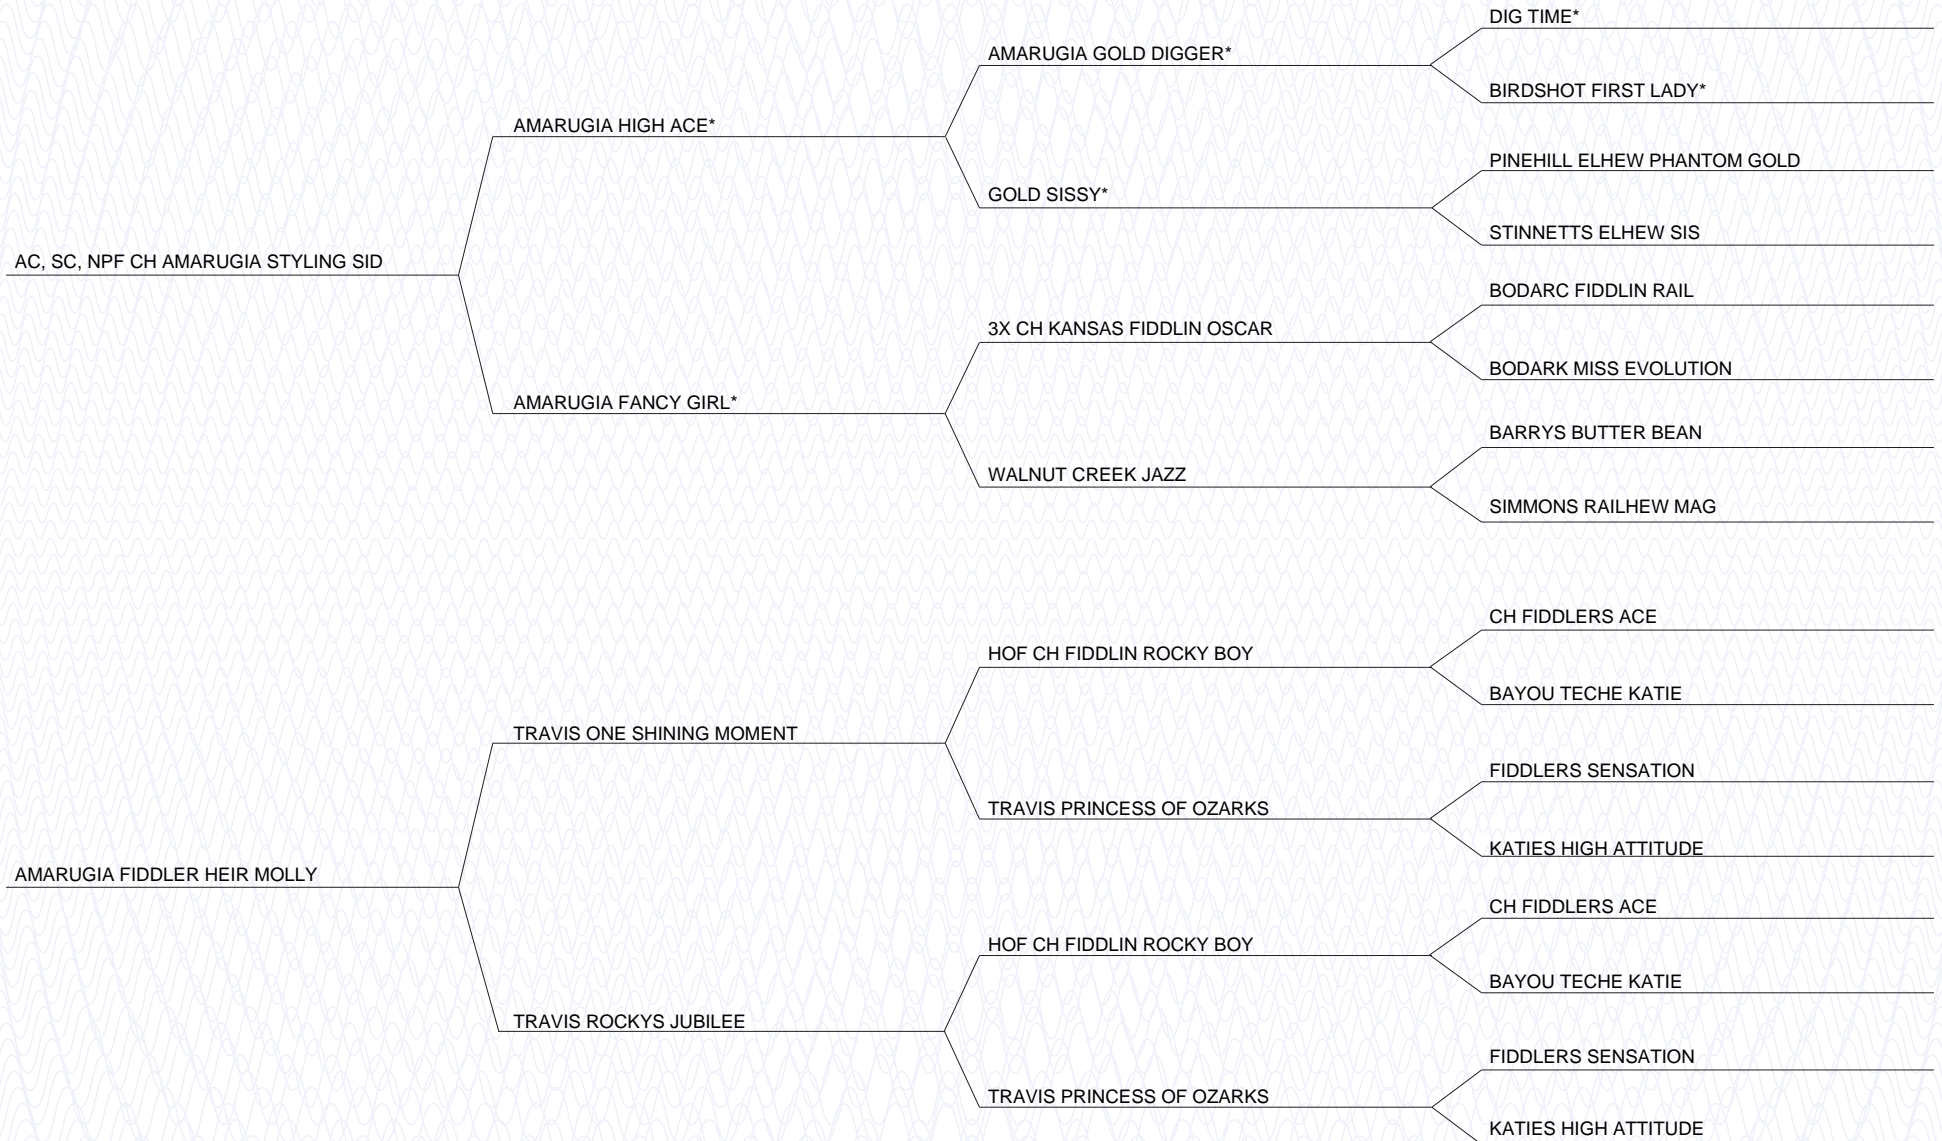 DIG TIME*
AMARUGIA GOLD DIGGER*
BIRDSHOT FIRST LADY*
AMARUGIA HIGH ACE*
PINEHILL ELHEW PHANTOM GOLD
GOLD SISSY*
STINNETTS ELHEW SIS
AC, SC, NPF CH AMARUGIA STYLING SID
BODARC FIDDLIN RAIL
3X CH KANSAS FIDDLIN OSCAR
BODARK MISS EVOLUTION
AMARUGIA FANCY GIRL*
BARRYS BUTTER BEAN
WALNUT CREEK JAZZ
SIMMONS RAILHEW MAG
CH FIDDLERS ACE
HOF CH FIDDLIN ROCKY BOY
BAYOU TECHE KATIE
TRAVIS ONE SHINING MOMENT
FIDDLERS SENSATION
TRAVIS PRINCESS OF OZARKS
KATIES HIGH ATTITUDE
AMARUGIA FIDDLER HEIR MOLLY
CH FIDDLERS ACE
HOF CH FIDDLIN ROCKY BOY
BAYOU TECHE KATIE
TRAVIS ROCKYS JUBILEE
FIDDLERS SENSATION
TRAVIS PRINCESS OF OZARKS
KATIES HIGH ATTITUDE